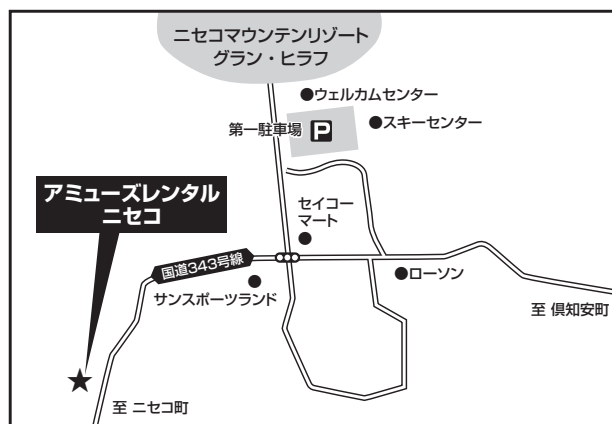 ニセコマウンテンリゾート
グラン・ヒラフ
●ウェルカムセンター
第一駐車場
P
●スキーセンター
アミューズレンタル
ニセコ
セイコー
マート
国道343号線
サンスポーツランド
●ローソン
至 倶知安町
★
至 ニセコ町